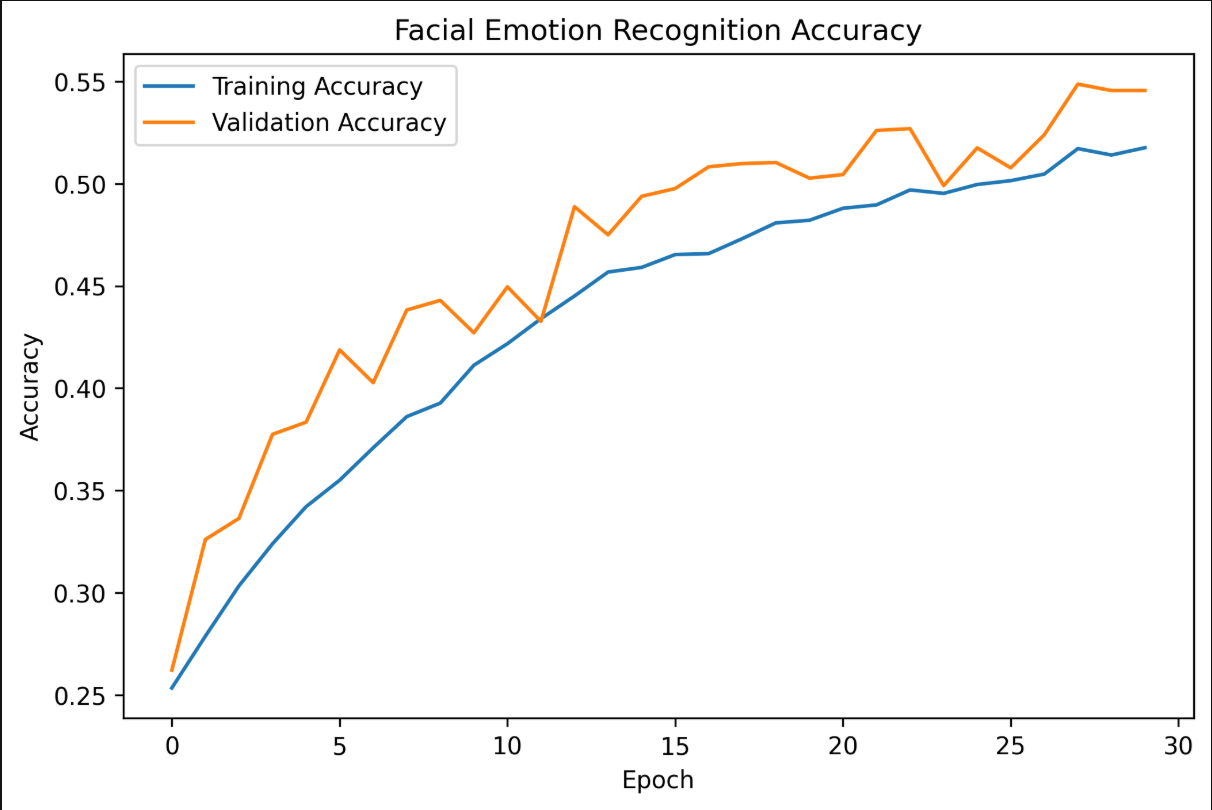 Facial Emotion Recognition Accuracy
Training Accuracy
Validation Accuracy
0.55
0.50
0.45
0.40
0.35
0.30
0.25
Accuracy
0 5 10 15 20 25 30
Epoch